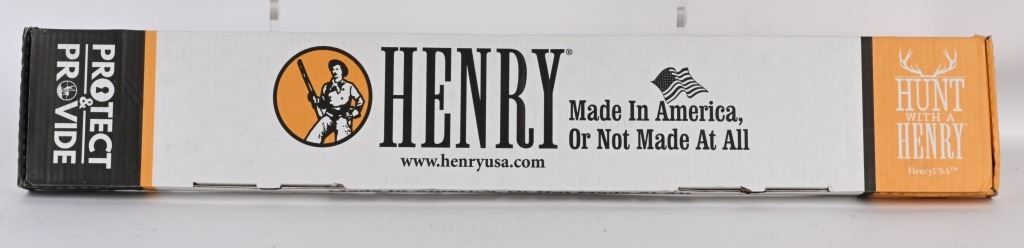 PROTECT
&
PROVIDE
HENRY®
www.henryusa.com
Made In America,
Or Not Made At All
HUNT
WITH A
HENRY
HenryUSA™